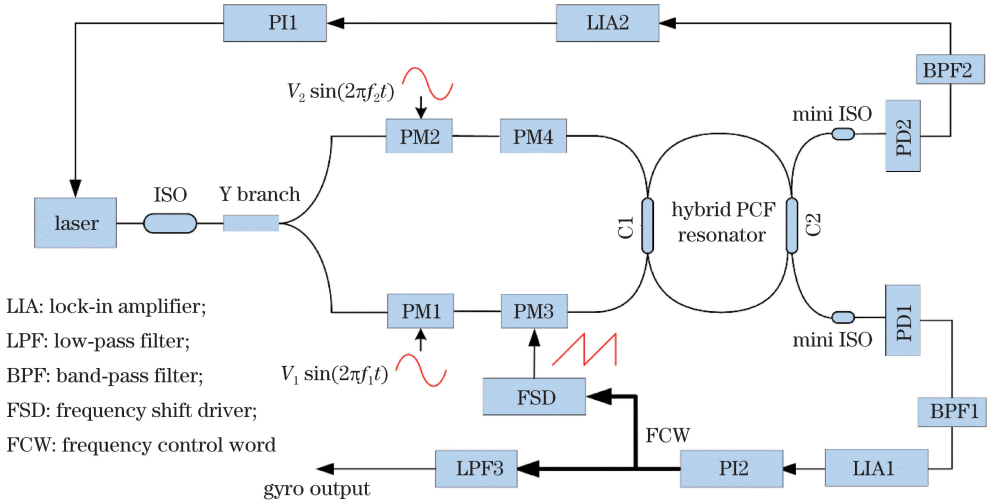 PI1
LIA2
BPF2
V₂ sin(2πf₂t)
mini ISO
PM2
PM4
PD2
ISO
Y branch
laser
C1
hybrid PCF
resonator
C2
LIA: lock-in amplifier;
LPF: low-pass filter;
BPF: band-pass filter;
FSD: frequency shift driver;
FCW: frequency control word
PM1
PM3
PD1
mini ISO
V₁ sin(2πf₁t)
FSD
BPF1
FCW
LPF3
PI2
LIA1
gyro output